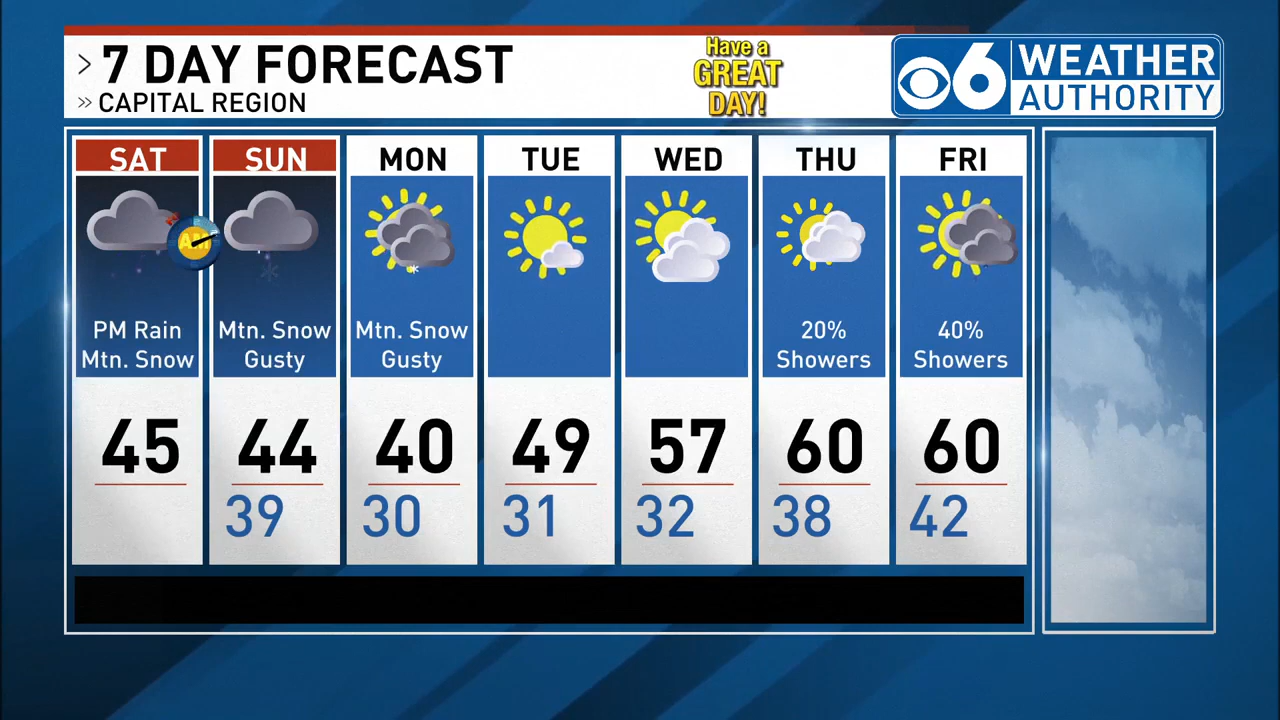 > 7 DAY FORECAST
>> CAPITAL REGION
Have a
GREAT
DAY!
6 WEATHER
AUTHORITY
SAT SUN MON TUE WED THU FRI
AM
PM Rain
Mtn. Snow
Mtn. Snow
Gusty
Mtn. Snow
Gusty
20%
Showers
40%
Showers
45 44 40 49 57 60 60
39 30 31 32 38 42